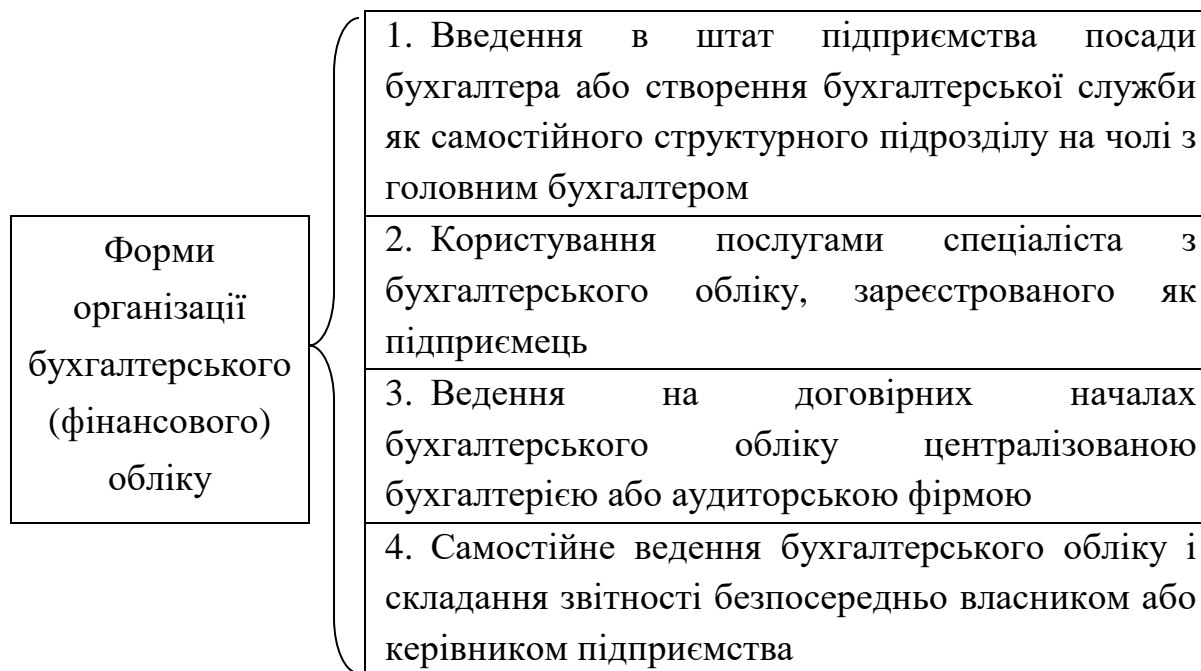 Форми
організації
бухгалтерського
(фінансового)
обліку
1. Введення в штат підприємства посади
бухгалтера або створення бухгалтерської служби
як самостійного структурного підрозділу на чолі з
головним бухгалтером
2. Користування послугами спеціаліста з
бухгалтерського обліку, зареєстрованого як
підприємець
3. Ведення на договірних началах
бухгалтерського обліку централізованою
бухгалтерією або аудиторською фірмою
4. Самостійне ведення бухгалтерського обліку і
складання звітності безпосередньо власником або
керівником підприємства